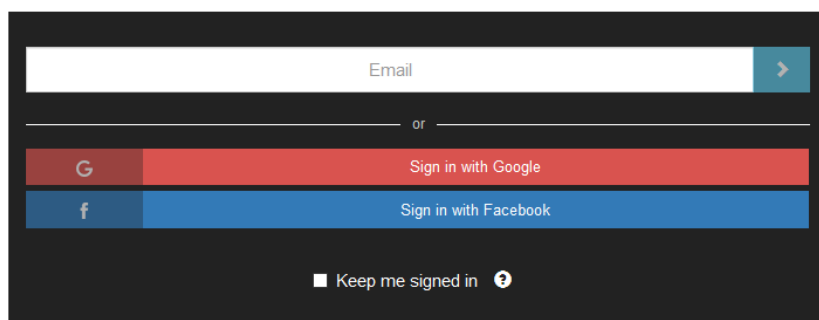 Email
or
G Sign in with Google
f Sign in with Facebook
Keep me signed in ?